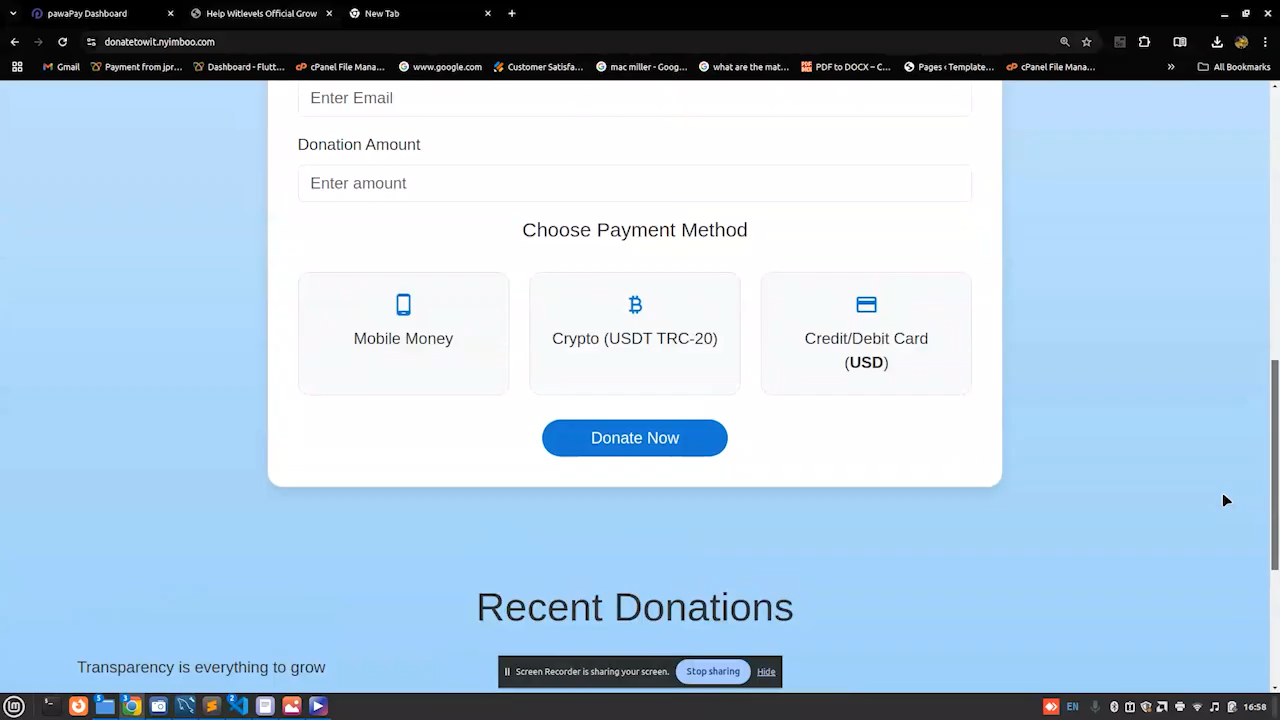 pawaPay Dashboard
Help Witlevels Official Grow
New Tab
donatetowit.nyimboo.com
Gmail
Payment from jpr...
Dashboard - Flutt...
cPanel File Mana...
www.google.com
Customer Satisfa...
mac miller - Goog...
what are the mat...
PDF to DOCX – C...
Pages ‹ Template...
cPanel File Mana...
»
All Bookmarks
Enter Email
Donation Amount
Enter amount
Choose Payment Method
Mobile Money
Crypto (USDT TRC-20)
Credit/Debit Card
(USD)
Donate Now
Recent Donations
Transparency is everything to grow
Screen Recorder is sharing your screen.
Stop sharing
Hide
EN
16:58